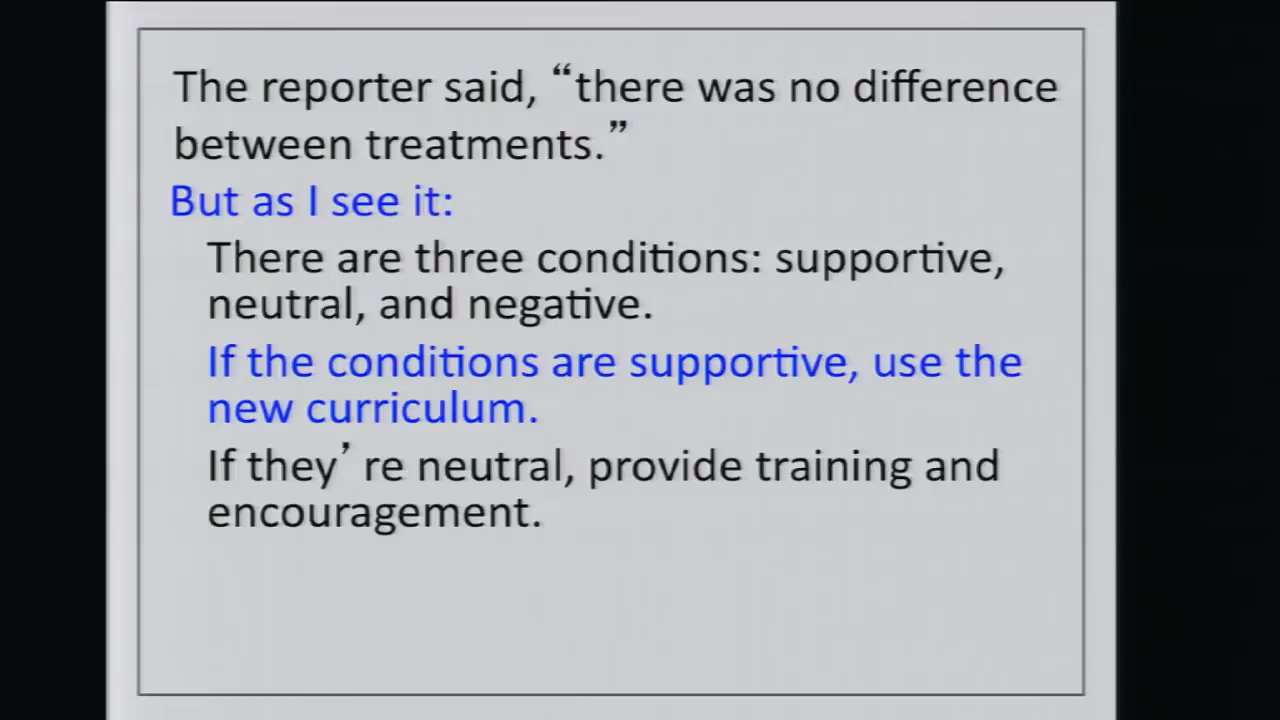 The reporter said, “there was no difference
between treatments.”
But as I see it:
There are three conditions: supportive,
neutral, and negative.
If the conditions are supportive, use the
new curriculum.
If they’ re neutral, provide training and
encouragement.